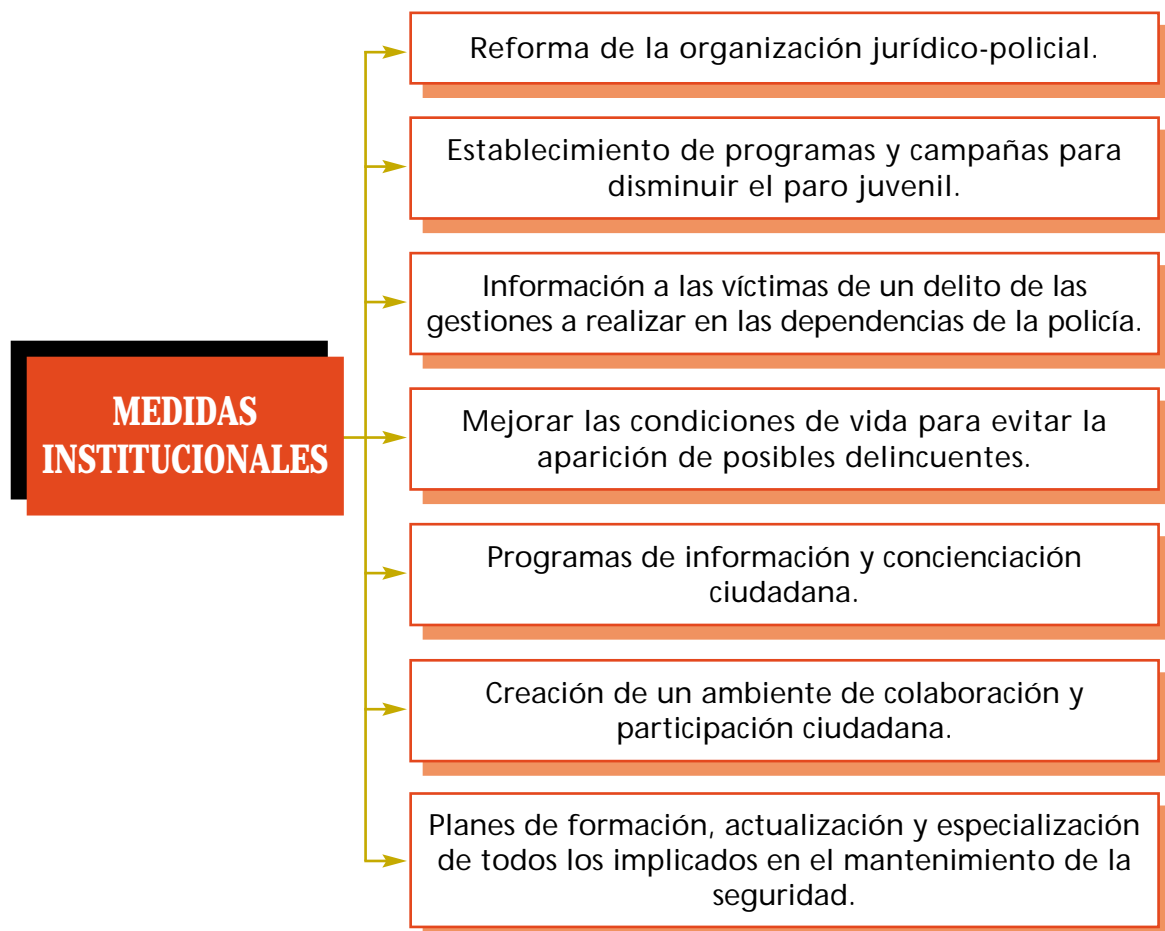 Reforma de la organización jurídico-policial.
Establecimiento de programas y campañas para
disminuir el paro juvenil.
Información a las víctimas de un delito de las
gestiones a realizar en las dependencias de la policía.
MEDIDAS
INSTITUCIONALES
Mejorar las condiciones de vida para evitar la
aparición de posibles delincuentes.
Programas de información y concienciación
ciudadana.
Creación de un ambiente de colaboración y
participación ciudadana.
Planes de formación, actualización y especialización
de todos los implicados en el mantenimiento de la
seguridad.